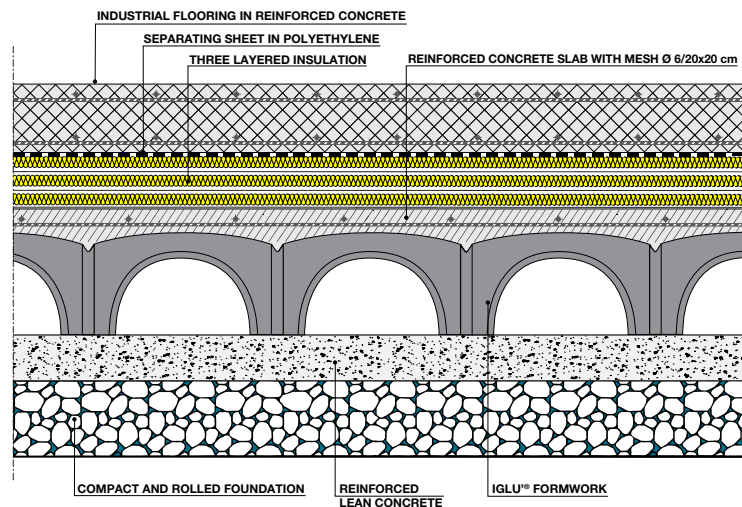 INDUSTRIAL FLOORING IN REINFORCED CONCRETE
SEPARATING SHEET IN POLYETHYLENE
THREE LAYERED INSULATION
REINFORCED CONCRETE SLAB WITH MESH Ø 6/20x20 cm
COMPACT AND ROLLED FOUNDATION
REINFORCED
LEAN CONCRETE
IGLU'® FORMWORK